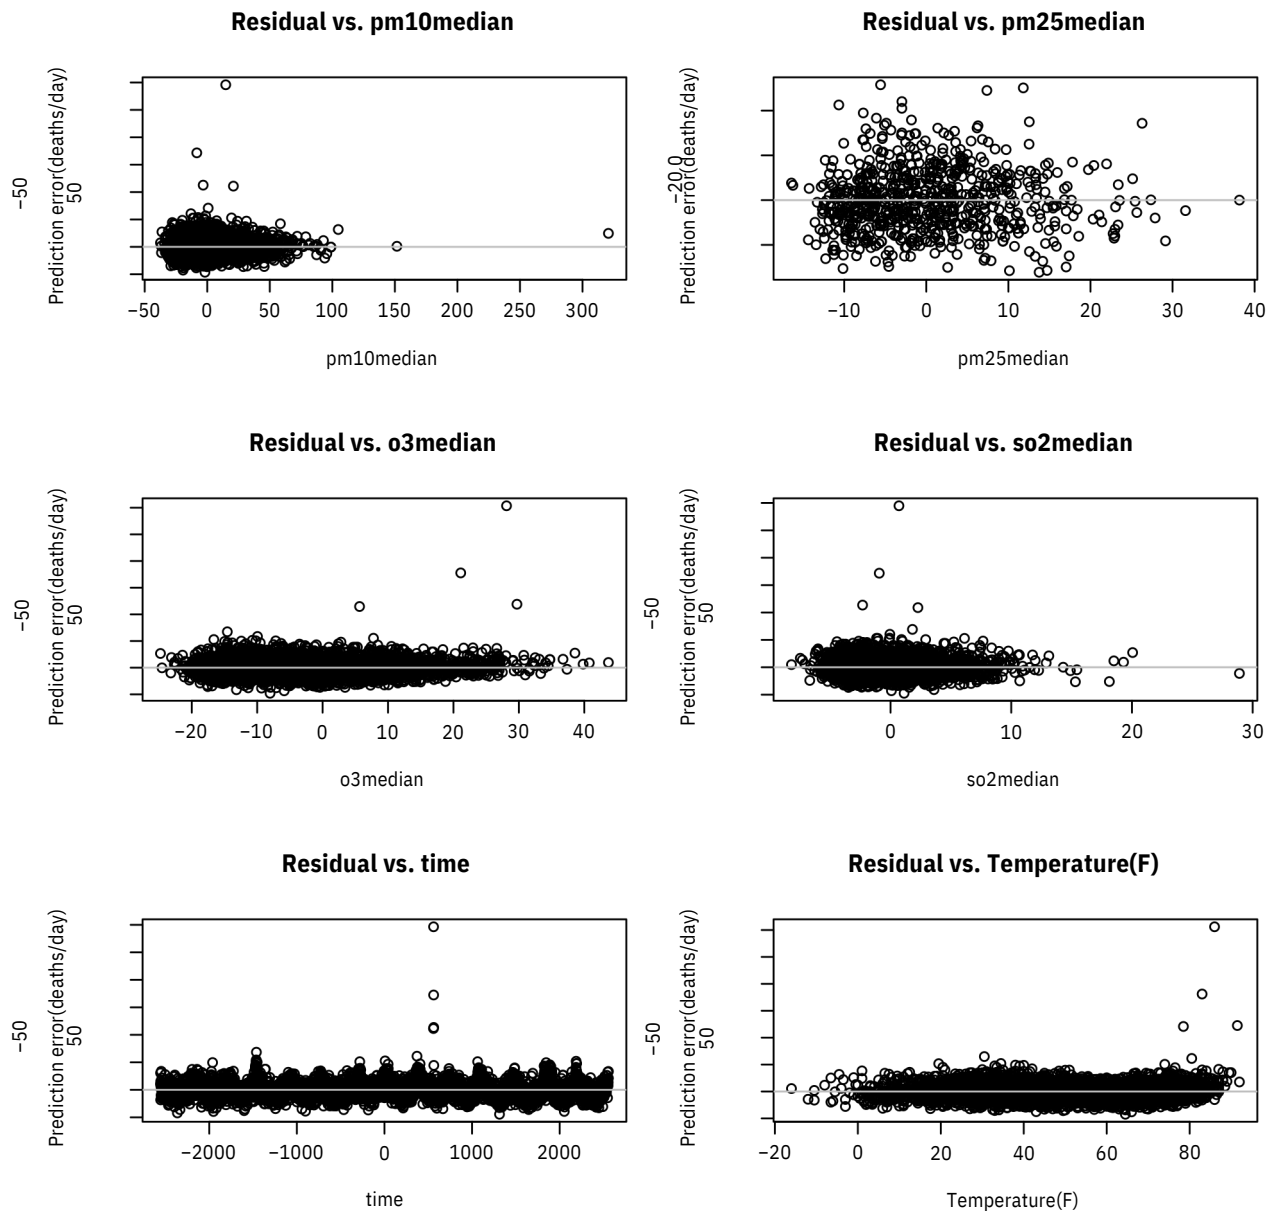 Residual vs. pm10median
Prediction error(deaths/day)
−50
50
−50 0 50 100 150 200 250 300
pm10median
Residual vs. pm25median
Prediction error(deaths/day)
−20
0
−10 0 10 20 30 40
pm25median
Residual vs. o3median
Prediction error(deaths/day)
−50
50
−20 −10 0 10 20 30 40
o3median
Residual vs. so2median
Prediction error(deaths/day)
−50
50
0 10 20 30
so2median
Residual vs. time
Prediction error(deaths/day)
−50
50
−2000 −1000 0 1000 2000
time
Residual vs. Temperature(F)
Prediction error(deaths/day)
−50
50
−20 0 20 40 60 80
Temperature(F)